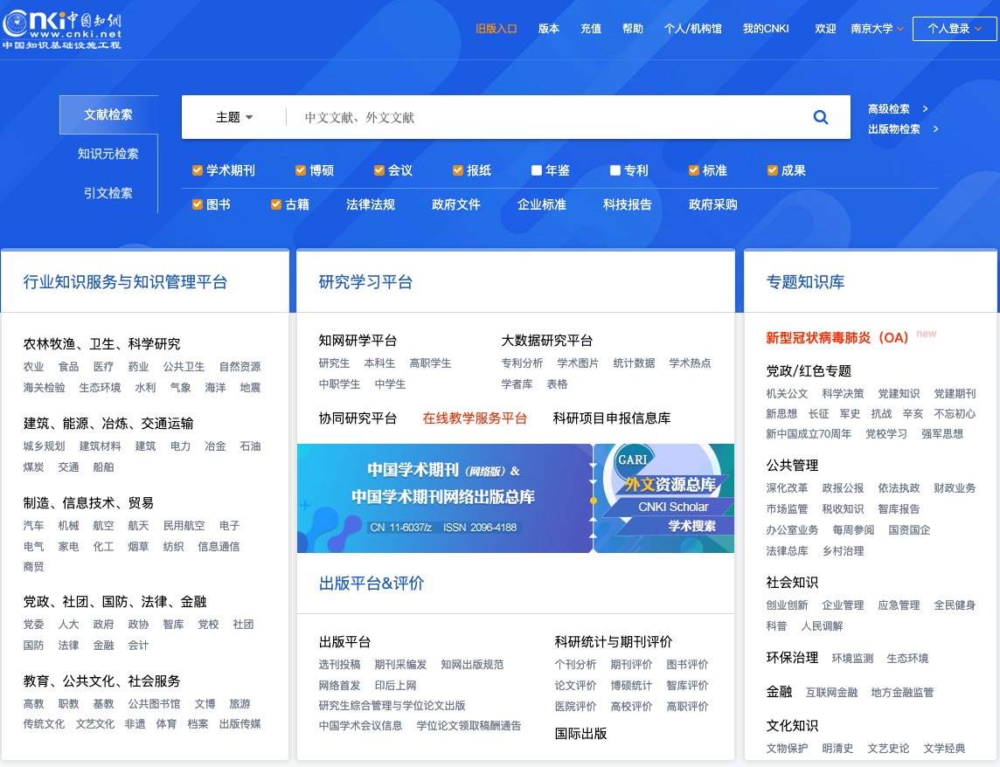 Cnki中国知网
www.cnki.net
中国知识基础设施工程
旧版入口 版本 充值 帮助 个人/机构馆 我的CNKI 欢迎 南京大学 个人登录
文献检索
知识元检索
引文检索
主题 中文文献、外文文献
高级检索 >
出版物检索 >
学术期刊 博硕 会议 报纸 年鉴 专利 标准 成果
图书 古籍 法律法规 政府文件 企业标准 科技报告 政府采购
行业知识服务与知识管理平台
农林牧渔、卫生、科学研究
农业 食品 医疗 药业 公共卫生 自然资源
海关检验 生态环境 水利 气象 海洋 地震
建筑、能源、冶炼、交通运输
城乡规划 建筑材料 建筑 电力 冶金 石油
煤炭 交通 船舶
制造、信息技术、贸易
汽车 机械 航空 航天 民用航空 电子
电气 家电 化工 烟草 纺织 信息通信
商贸
党政、社团、国防、法律、金融
党委 人大 政府 政协 智库 党校 社团
国防 法律 金融 会计
教育、公共文化、社会服务
高教 职教 基教 公共图书馆 文博 旅游
传统文化 文艺文化 非遗 体育 档案 出版传媒
研究学习平台
知网研学平台
研究生 本科生 高职学生
中职学生 中学生
大数据研究平台
专利分析 学术图片 统计数据 学术热点
学者库 表格
协同研究平台 在线教学服务平台 科研项目申报信息库
中国学术期刊（网络版）&
中国学术期刊网络出版总库
CN 11-6037/z ISSN 2096-4188
GARI
外文资源总库
CNKI Scholar
学术搜索
出版平台&评价
出版平台
选刊投稿 期刊采编发 知网出版规范
网络首发 印后上网
研究生综合管理与学位论文出版
中国学术会议信息 学位论文领取稿酬通告
科研统计与期刊评价
个刊分析 期刊评价 图书评价
论文评价 博硕统计 智库评价
医院评价 高校评价 高职评价
国际出版
专题知识库
新型冠状病毒肺炎（OA） new
党政/红色专题
机关公文 科学决策 党建知识 党建期刊
新思想 长征 军史 抗战 辛亥 不忘初心
新中国成立70周年 党校学习 强军思想
公共管理
深化改革 政报公报 依法执政 财政业务
市场监管 税收知识 智库报告
办公室业务 每周参阅 国资国企
法律总库 乡村治理
社会知识
创业创新 企业管理 应急管理 全民健身
科普 人民调解
环保治理 环境监测 生态环境
金融 互联网金融 地方金融监管
文化知识
文物保护 明清史 文艺史论 文学经典